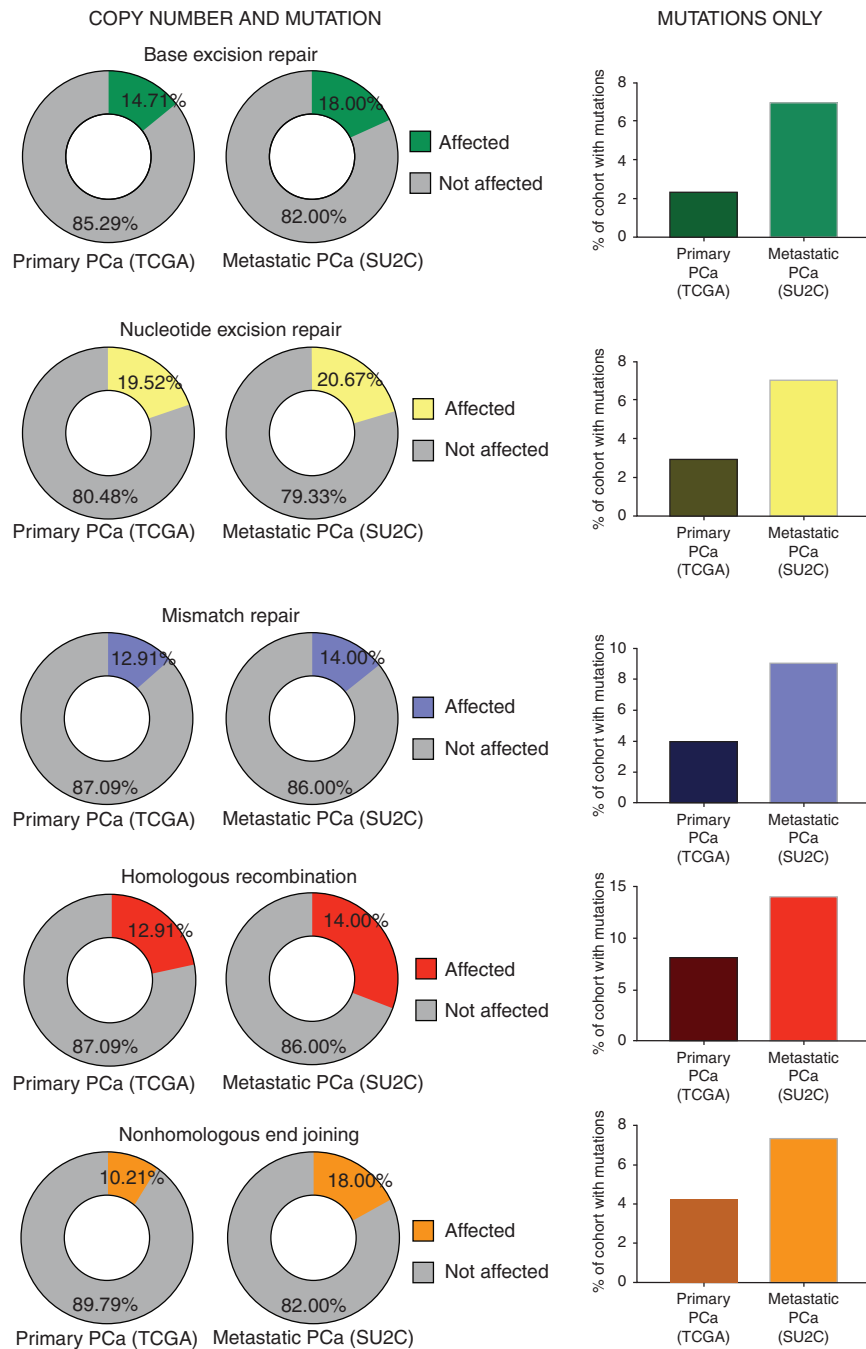 COPY NUMBER AND MUTATION
MUTATIONS ONLY
Base excision repair
14.71%
85.29%
Primary PCa (TCGA)
18.00%
82.00%
Metastatic PCa (SU2C)
Affected
Not affected
% of cohort with mutations
8
6
4
2
0
Primary
PCa
(TCGA)
Metastatic
PCa
(SU2C)
Nucleotide excision repair
19.52%
80.48%
Primary PCa (TCGA)
20.67%
79.33%
Metastatic PCa (SU2C)
Affected
Not affected
% of cohort with mutations
8
6
4
2
0
Primary
PCa
(TCGA)
Metastatic
PCa
(SU2C)
Mismatch repair
12.91%
87.09%
Primary PCa (TCGA)
14.00%
86.00%
Metastatic PCa (SU2C)
Affected
Not affected
% of cohort with mutations
10
8
6
4
2
0
Primary
PCa
(TCGA)
Metastatic
PCa
(SU2C)
Homologous recombination
12.91%
87.09%
Primary PCa (TCGA)
14.00%
86.00%
Metastatic PCa (SU2C)
Affected
Not affected
% of cohort with mutations
15
10
5
0
Primary
PCa
(TCGA)
Metastatic
PCa
(SU2C)
Nonhomologous end joining
10.21%
89.79%
Primary PCa (TCGA)
18.00%
82.00%
Metastatic PCa (SU2C)
Affected
Not affected
% of cohort with mutations
8
6
4
2
0
Primary
PCa
(TCGA)
Metastatic
PCa
(SU2C)